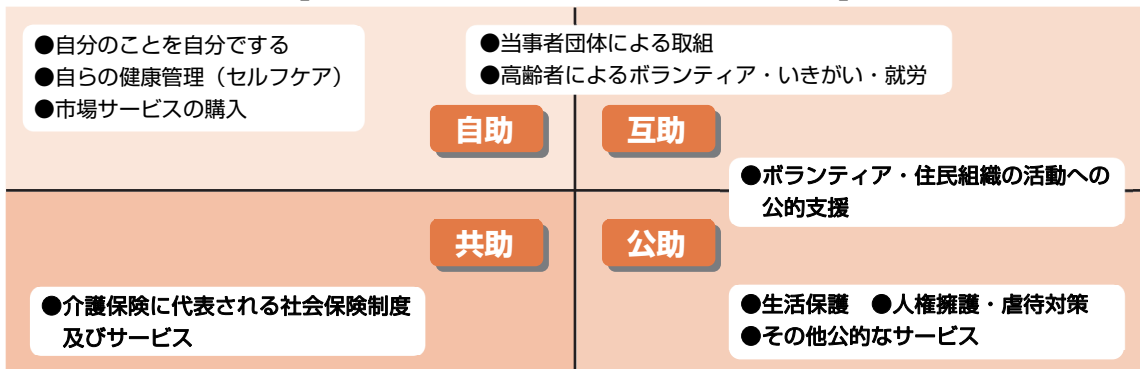 ●自分のことを自分でする
●自らの健康管理（セルフケア）
●市場サービスの購入
●当事者団体による取組
●高齢者によるボランティア・いきがい・就労
自助
互助
●ボランティア・住民組織の活動への
公的支援
共助
公助
●介護保険に代表される社会保険制度
及びサービス
●生活保護　●人権擁護・虐待対策
●その他公的なサービス